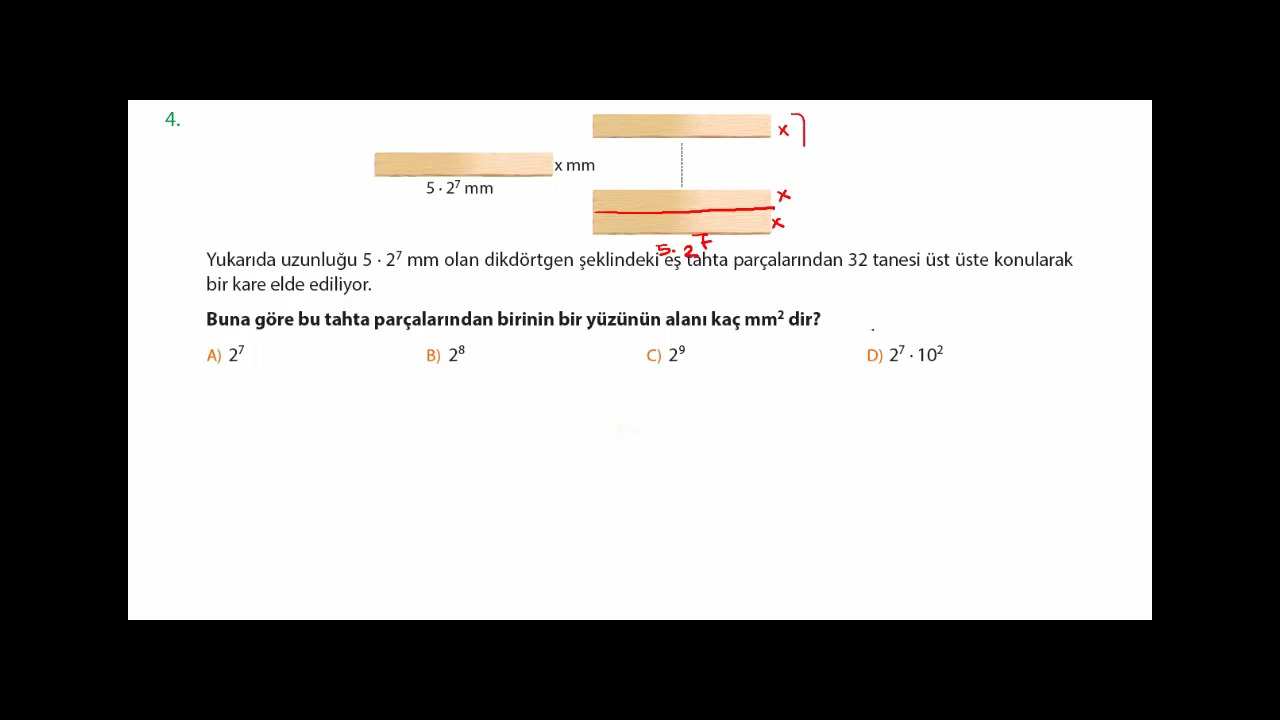 4.
x
x mm
5 · 2⁷ mm
x
x
5. 2⁷
Yukarıda uzunluğu 5 · 2⁷ mm olan dikdörtgen şeklindeki eş tahta parçalarından 32 tanesi üst üste konularak
bir kare elde ediliyor.
Buna göre bu tahta parçalarından birinin bir yüzünün alanı kaç mm² dir?
A) 2⁷ B) 2⁸ C) 2⁹ D) 2⁷ · 10²